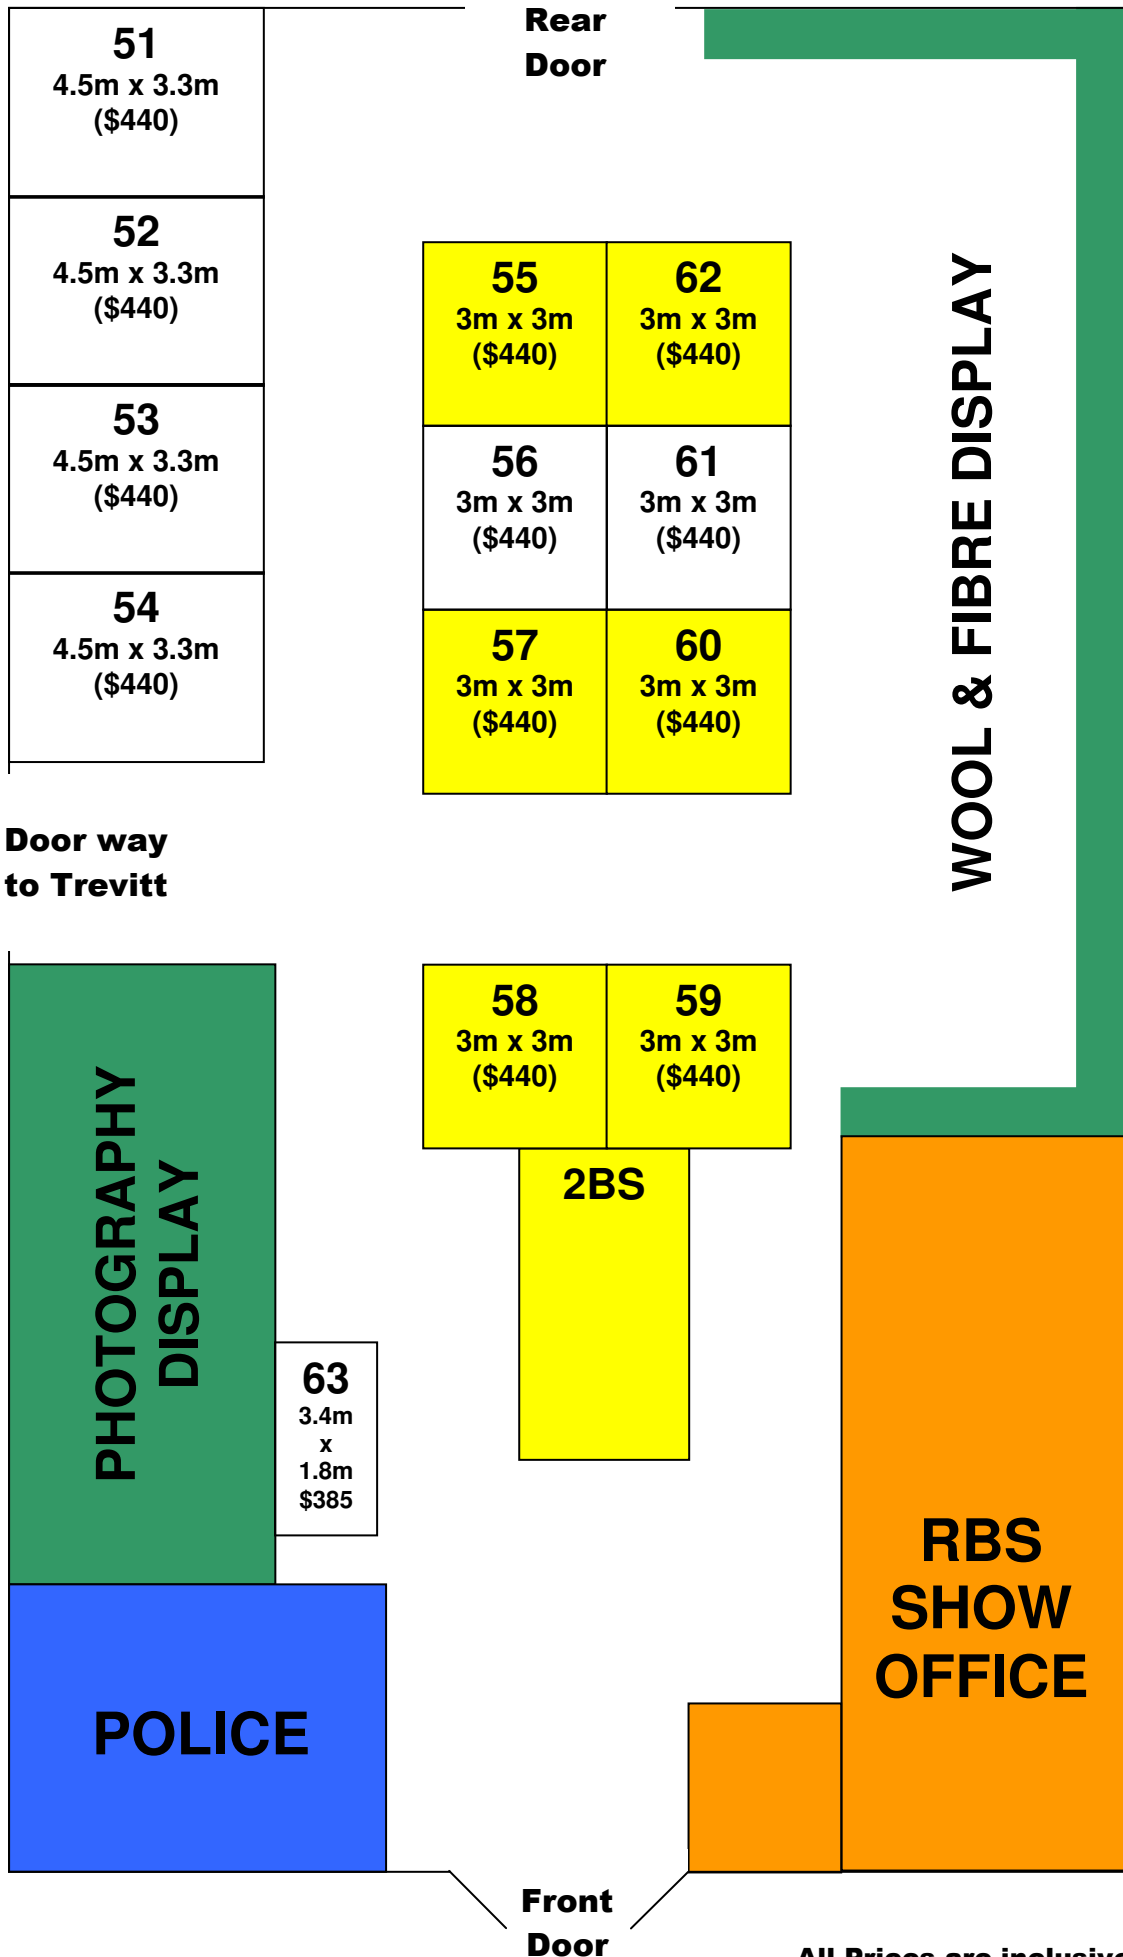 Rear
Door
51
4.5m x 3.3m
($440)
52
4.5m x 3.3m
($440)
53
4.5m x 3.3m
($440)
54
4.5m x 3.3m
($440)
55
3m x 3m
($440)
62
3m x 3m
($440)
56
3m x 3m
($440)
61
3m x 3m
($440)
57
3m x 3m
($440)
60
3m x 3m
($440)
WOOL & FIBRE DISPLAY
Door way
to Trevitt
58
3m x 3m
($440)
59
3m x 3m
($440)
2BS
PHOTOGRAPHY
DISPLAY
63
3.4m
x
1.8m
$385
RBS
SHOW
OFFICE
POLICE
Front
Door
All Prices are inclusive